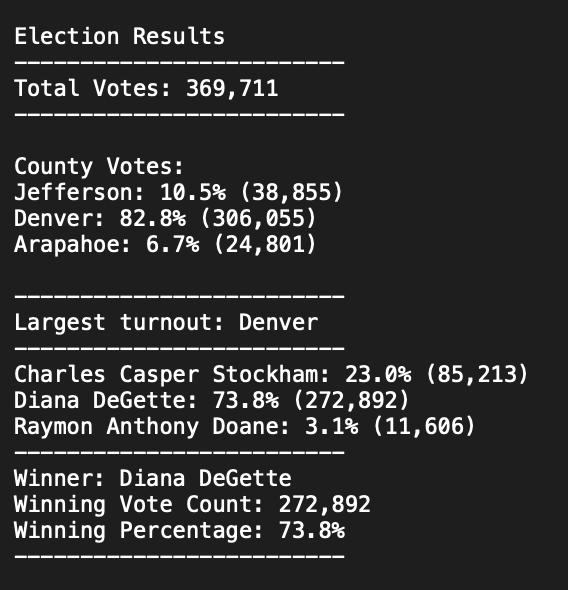 Election Results
-------------------------
Total Votes: 369,711
-------------------------
County Votes:
Jefferson: 10.5% (38,855)
Denver: 82.8% (306,055)
Arapahoe: 6.7% (24,801)
-------------------------
Largest turnout: Denver
-------------------------
Charles Casper Stockham: 23.0% (85,213)
Diana DeGette: 73.8% (272,892)
Raymon Anthony Doane: 3.1% (11,606)
-------------------------
Winner: Diana DeGette
Winning Vote Count: 272,892
Winning Percentage: 73.8%
-------------------------